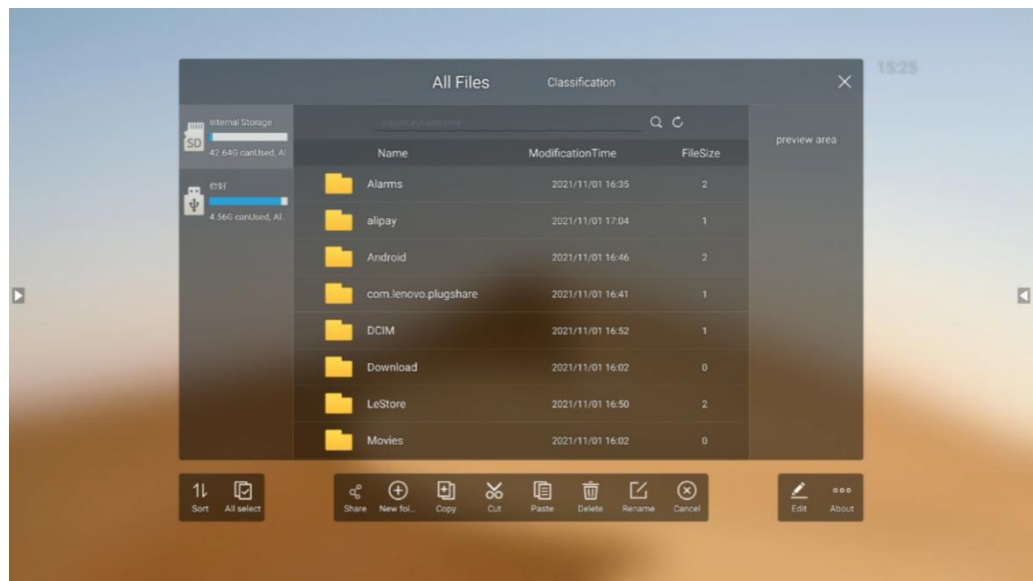 15:25
All Files Classification
Internal Storage
SD
42.64G canUsed, Al
你好
4.56G canUsed, Al.
Name ModificationTime FileSize
Alarms 2021/11/01 16:35 2
alipay 2021/11/01 17:04 1
Android 2021/11/01 16:46 2
com.lenovo.plugshare 2021/11/01 16:41 1
DCIM 2021/11/01 16:52 1
Download 2021/11/01 16:02 0
LeStore 2021/11/01 16:50 2
Movies 2021/11/01 16:02 0
preview area
Sort All select
Share New fol... Copy Cut Paste Delete Rename Cancel
Edit About